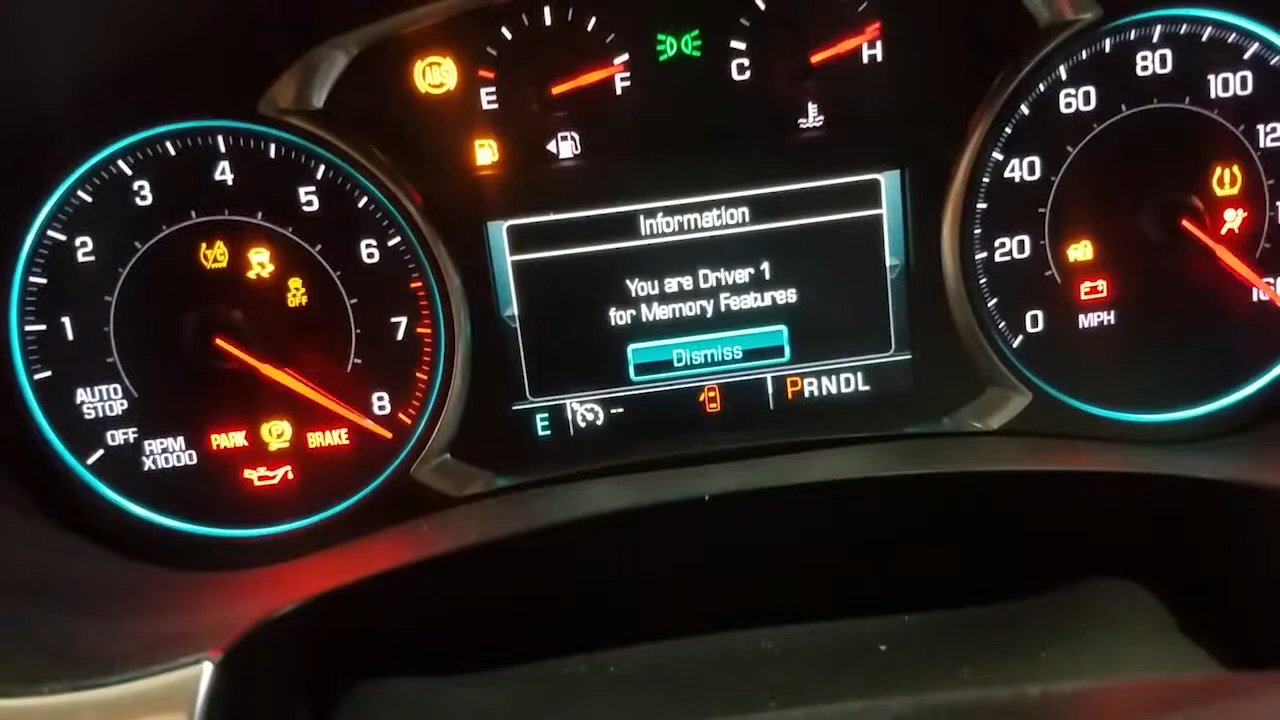 ABS
E
F
C
H
1
2
3
4
5
6
7
8
AUTO
STOP
OFF
RPM
X1000
OFF
PARK
P
BRAKE
Information
You are Driver 1
for Memory Features
Dismiss
E
--
PRNDL
0
20
40
60
80
100
MPH